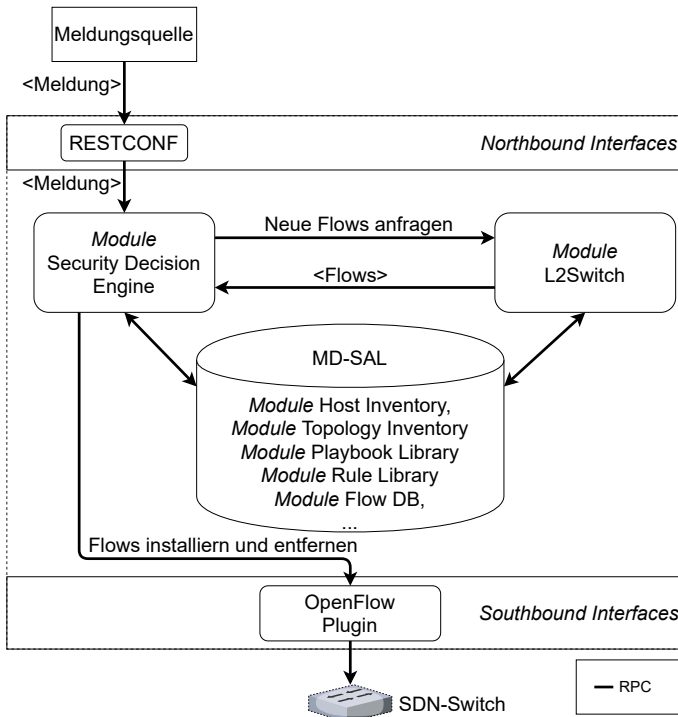 Meldungsquelle
<Meldung>
RESTCONF
Northbound Interfaces
<Meldung>
Module
Security Decision
Engine
Neue Flows anfragen
<Flows>
Module
L2Switch
MD-SAL
Module Host Inventory,
Module Topology Inventory
Module Playbook Library
Module Rule Library
Module Flow DB,
...
Flows installiern und entfernen
OpenFlow
Plugin
Southbound Interfaces
SDN-Switch
RPC